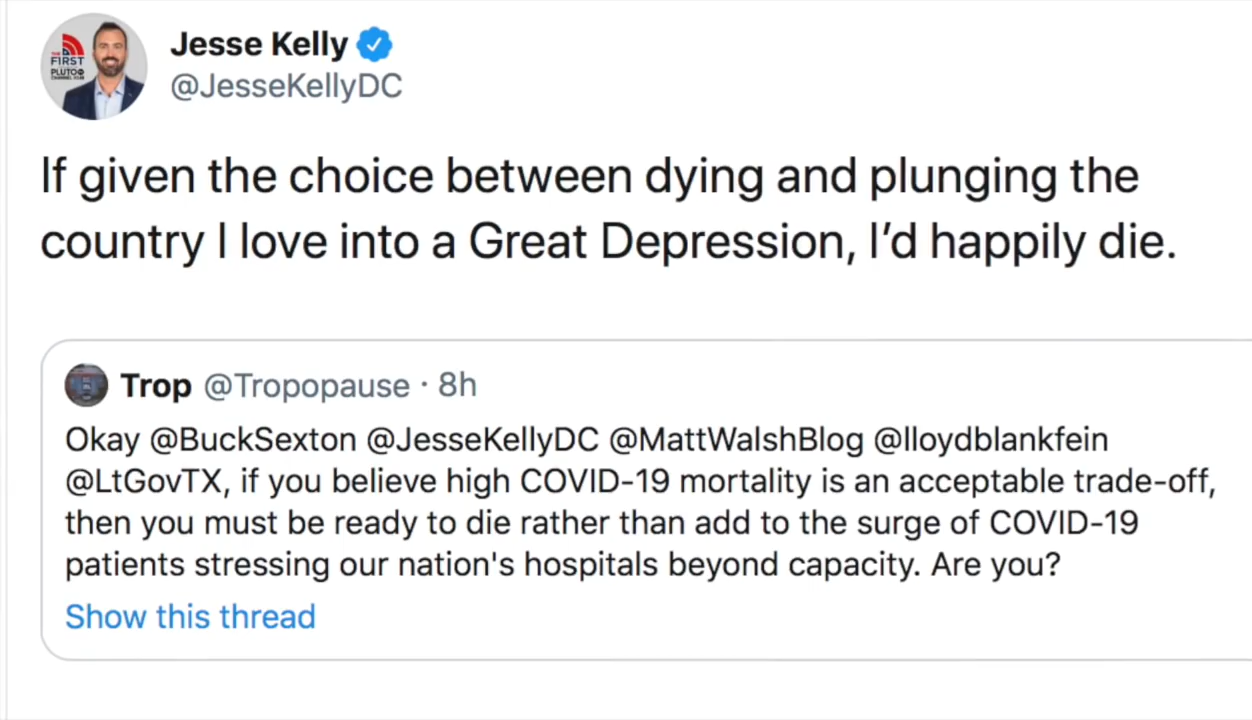 Jesse Kelly
@JesseKellyDC
THE
FIRST
PLUTO
If given the choice between dying and plunging the
country I love into a Great Depression, I’d happily die.
Trop @Tropopause · 8h
Okay @BuckSexton @JesseKellyDC @MattWalshBlog @lloydblankfein
@LtGovTX, if you believe high COVID-19 mortality is an acceptable trade-off,
then you must be ready to die rather than add to the surge of COVID-19
patients stressing our nation's hospitals beyond capacity. Are you?
Show this thread